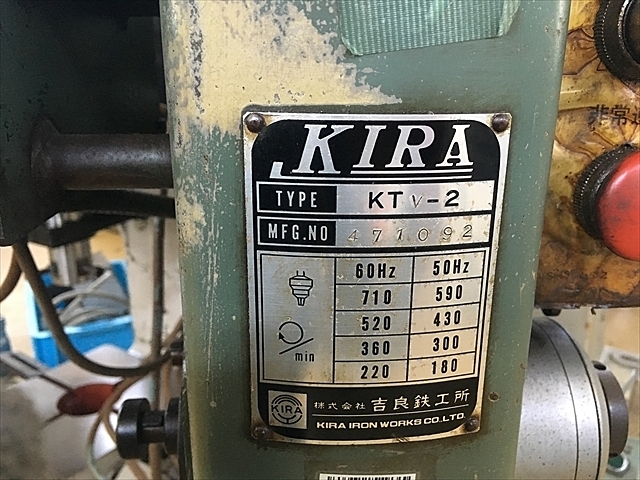 KIRA
TYPE KTV-2
MFG.NO 471092
60Hz 50Hz
710 590
520 430
360 300
220 180
min
KIRA 株式会社 吉良鉄工所
KIRA IRON WORKS CO.LTD.
非常